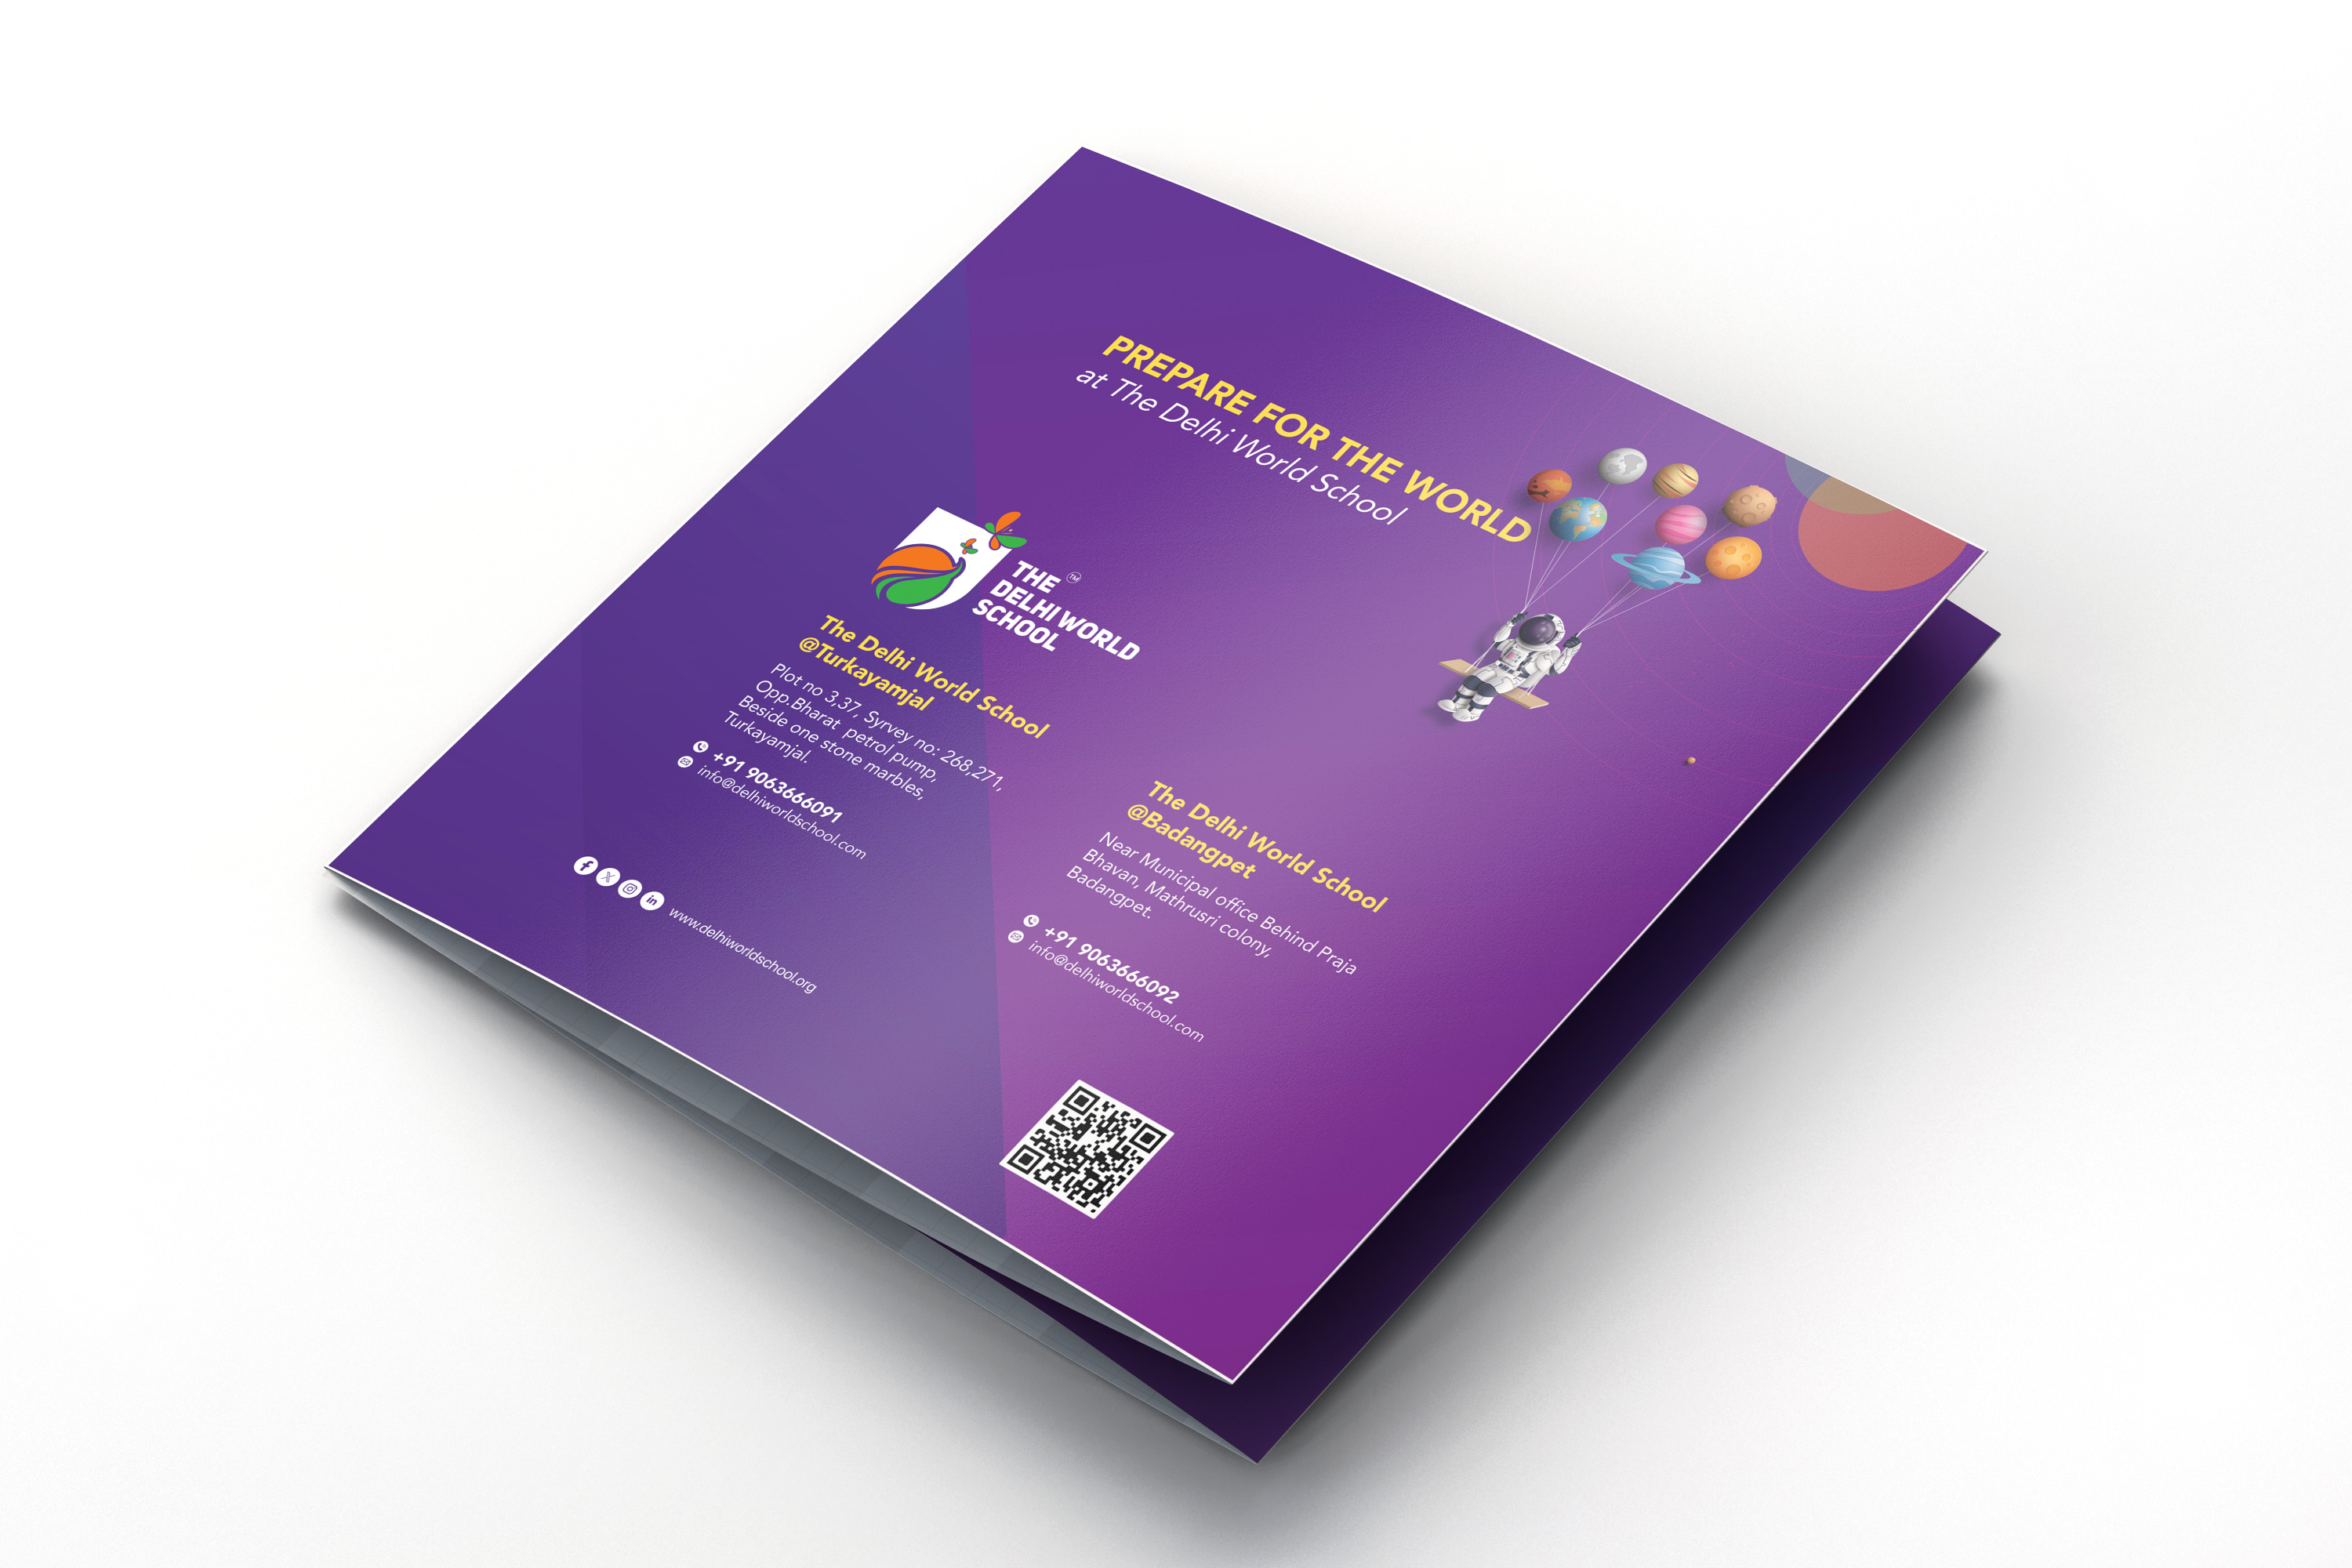 PREPARE FOR THE WORLD
at The Delhi World School
THE
DELHI WORLD
SCHOOL
TM
The Delhi World School
@Turkayamjal
Plot no 3,37, Syrvey no: 268,271,
Opp.Bharat petrol pump,
Beside one stone marbles,
Turkayamjal.
+91 9063666091
info@delhiworldschool.com
The Delhi World School
@Badangpet
Near Municipal office Behind Praja
Bhavan, Mathrusri colony,
Badangpet.
+91 9063666092
info@delhiworldschool.com
www.delhiworldschool.org